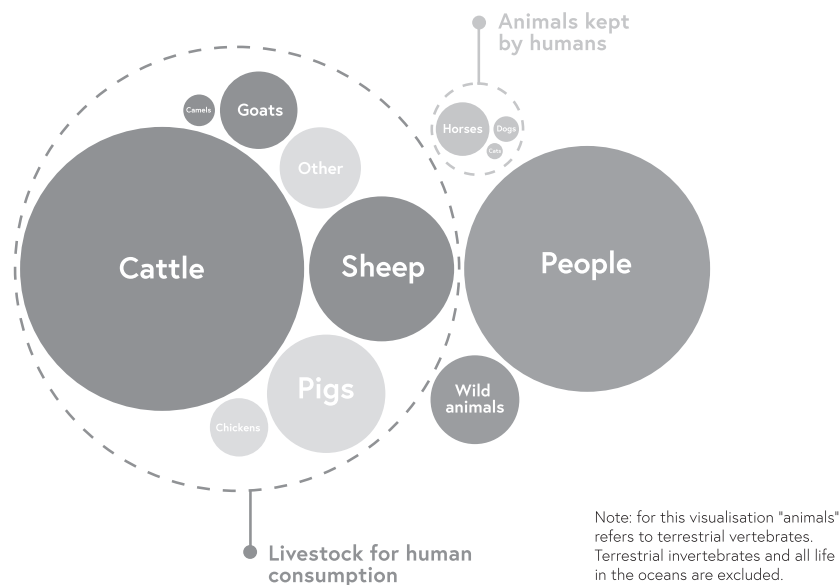 Animals kept
by humans
Camels
Goats
Horses
Dogs
Cats
Other
Cattle
Sheep
People
Pigs
Wild
animals
Chickens
Note: for this visualisation "animals"
refers to terrestrial vertebrates.
Terrestrial invertebrates and all life
in the oceans are excluded.
Livestock for human
consumption